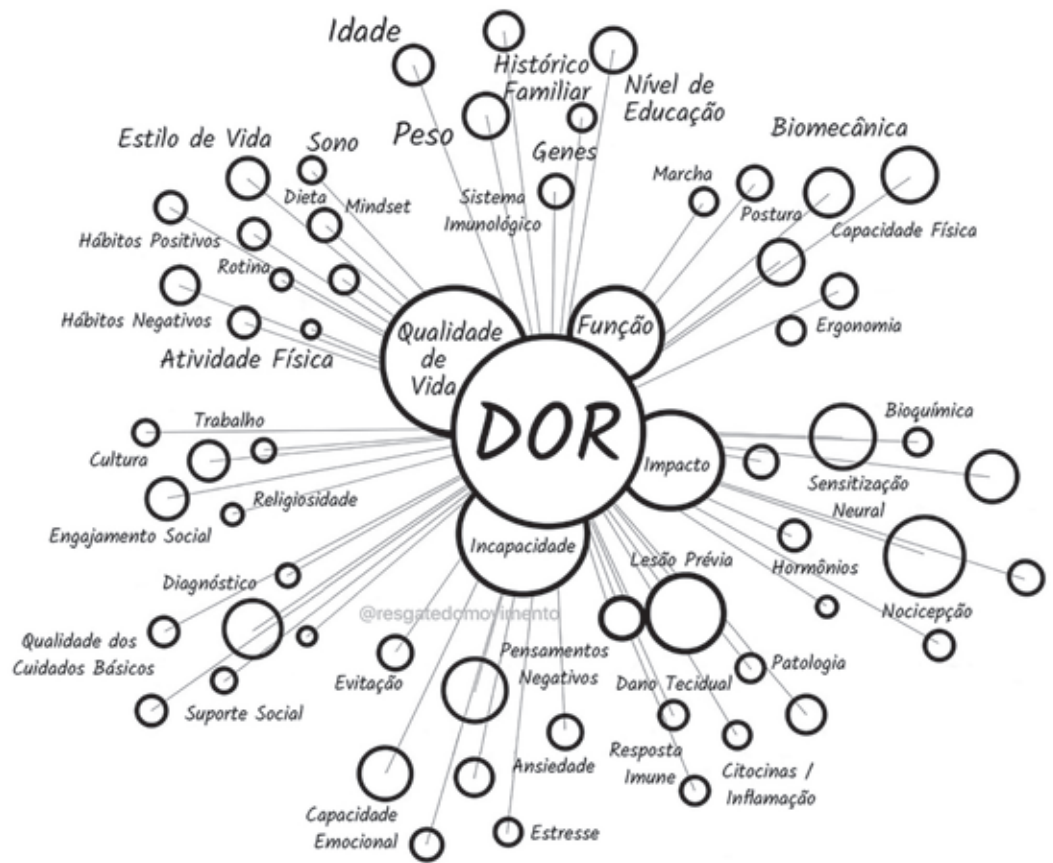 Idade
Histórico
Familiar
Nível de
Educação
Peso
Genes
Biomecânica
Estilo de Vida
Sono
Dieta
Mindset
Sistema
Imunológico
Marcha
Postura
Capacidade Física
Hábitos Positivos
Rotina
Hábitos Negativos
Atividade Física
Qualidade
de
Vida
Função
Ergonomia
DOR
Trabalho
Cultura
Religiosidade
Engajamento Social
Impacto
Bioquímica
Sensitização
Neural
Incapacidade
Lesão Prévia
Hormônios
Nocicepção
Diagnóstico
@resgatedomovimento
Qualidade dos
Cuidados Básicos
Suporte Social
Evitação
Pensamentos
Negativos
Dano Tecidual
Patologia
Ansiedade
Resposta
Imune
Citocinas /
Inflamação
Capacidade
Emocional
Estresse